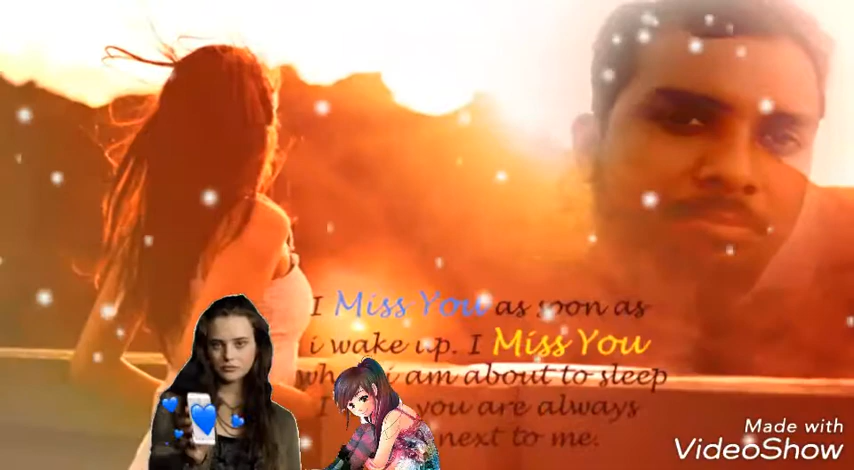 I Miss You as soon as
i wake up. I Miss You
i am about to sleep
I you are always
next to me.
Made with
VideoShow